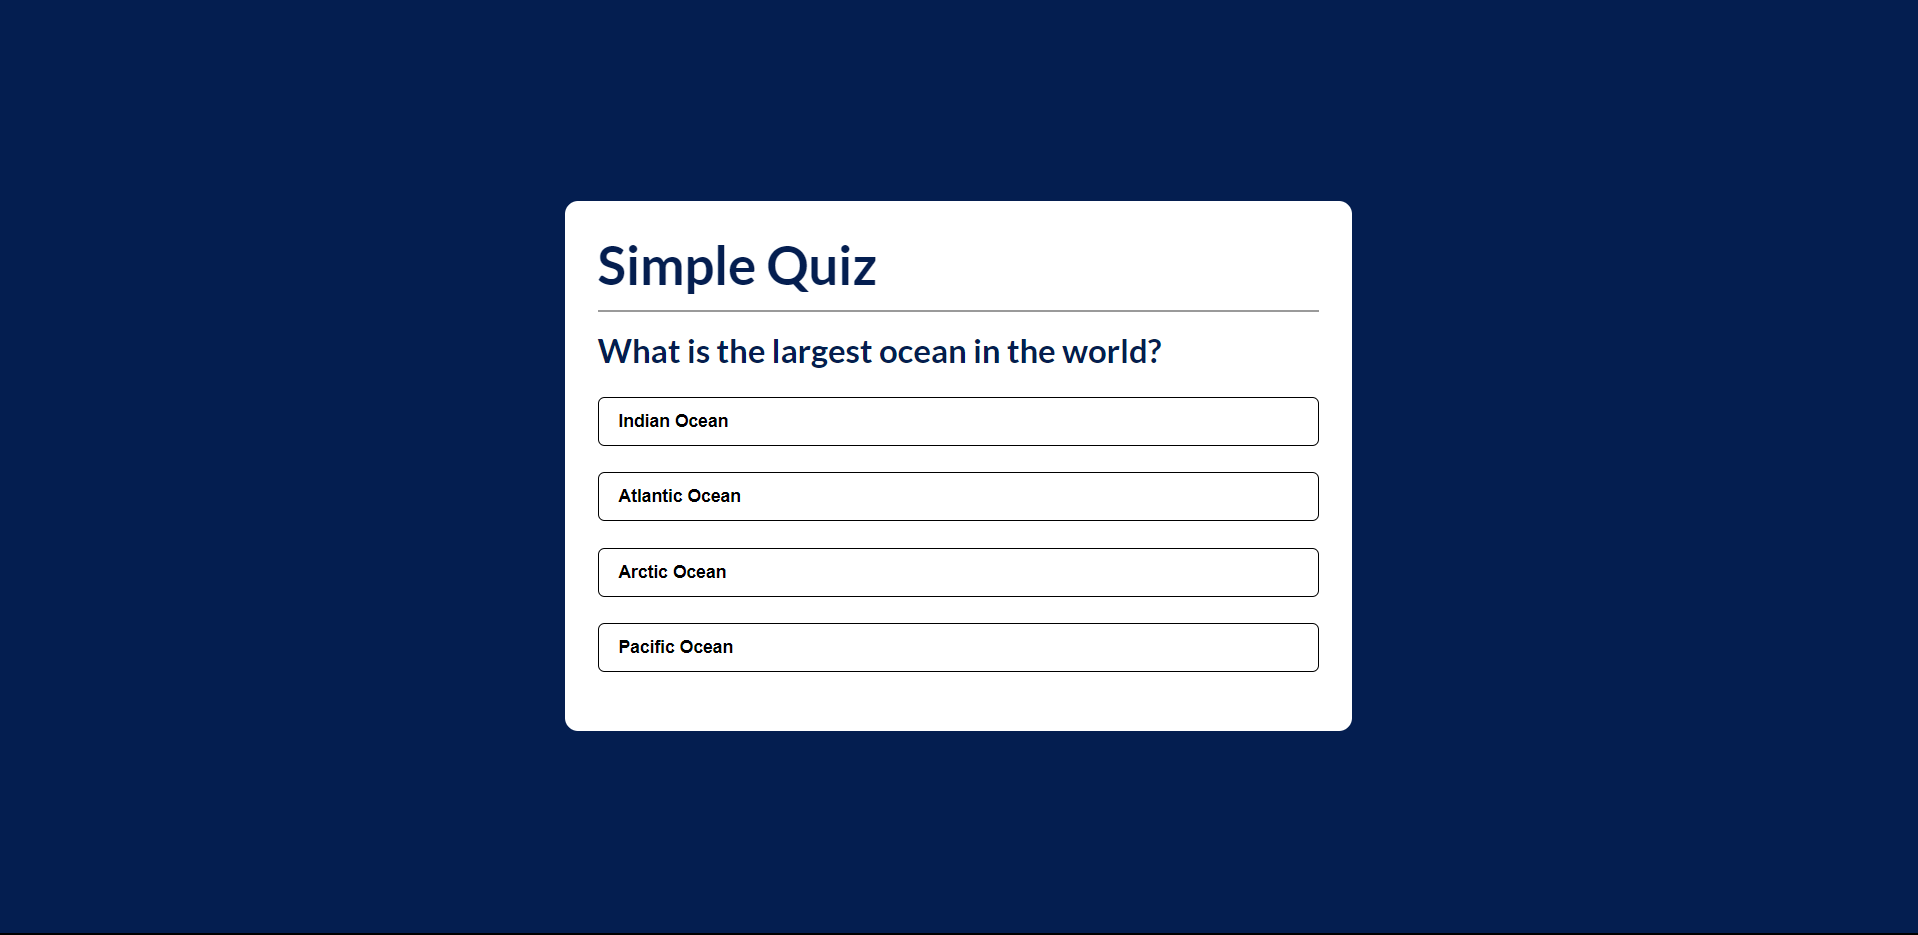 Simple Quiz
What is the largest ocean in the world?
Indian Ocean
Atlantic Ocean
Arctic Ocean
Pacific Ocean